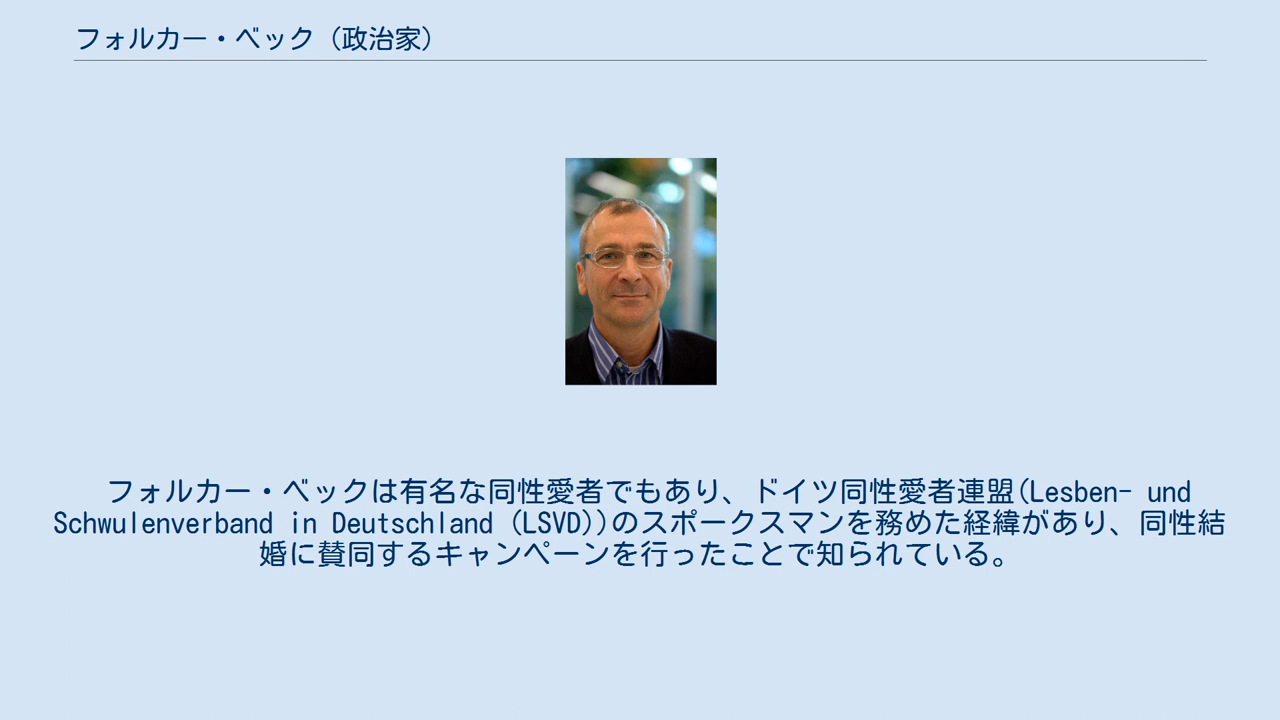 フォルカー・ベック（政治家）
フォルカー・ベックは有名な同性愛者でもあり、ドイツ同性愛者連盟(Lesben- und
Schwulenverband in Deutschland (LSVD))のスポークスマンを務めた経緯があり、同性結
婚に賛同するキャンペーンを行ったことで知られている。